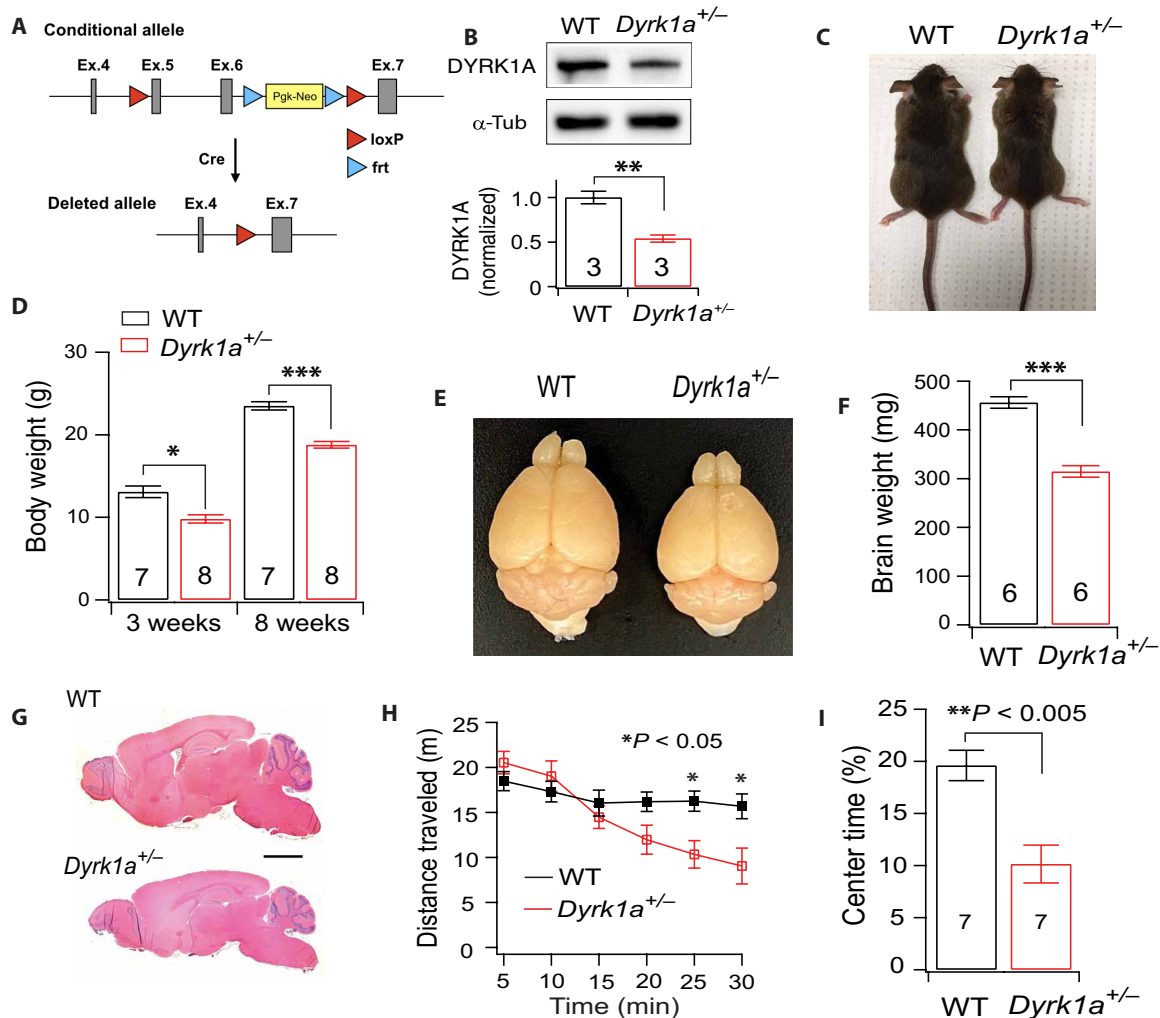 A
Conditional allele
Ex.4 Ex.5 Ex.6 Ex.7
Pgk-Neo
loxP
Cre
frt
Deleted allele
Ex.4 Ex.7
B
WT Dyrk1a+/–
DYRK1A
α-Tub
**
1.0
0.5
0
DYRK1A
(normalized)
3 3
WT Dyrk1a+/–
C
WT Dyrk1a+/–
D
WT
Dyrk1a+/–
30
20
10
0
Body weight (g)
* ***
7 8 7 8
3 weeks 8 weeks
E
WT Dyrk1a+/–
F
***
500
400
300
200
100
0
Brain weight (mg)
6 6
WT Dyrk1a+/–
G
WT
Dyrk1a+/–
H
25
20
15
10
5
0
Distance traveled (m)
*P < 0.05
* *
WT
Dyrk1a+/–
5 10 15 20 25 30
Time (min)
I
25
20
15
10
5
0
Center time (%)
**P < 0.005
7 7
WT Dyrk1a+/–